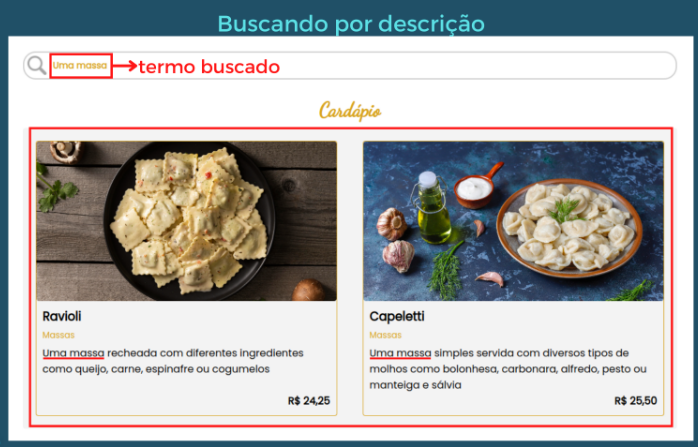 Buscando por descrição
Uma massa
termo buscado
Cardápio
Ravioli
Massas
Uma massa recheada com diferentes ingredientes
como queijo, carne, espinafre ou cogumelos
R$ 24,25
Capeletti
Massas
Uma massa simples servida com diversos tipos de
molhos como bolonhesa, carbonara, alfredo, pesto ou
manteiga e sálvia
R$ 25,50